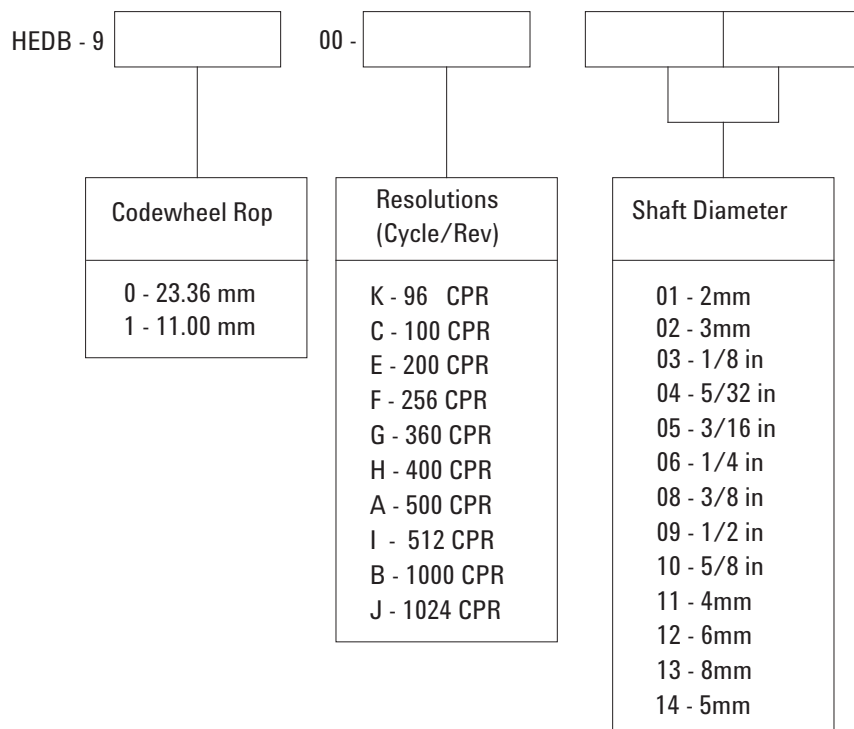 HEDB - 9
00 -
Codewheel Rop
0 - 23.36 mm
1 - 11.00 mm
Resolutions
(Cycle/Rev)
K - 96 CPR
C - 100 CPR
E - 200 CPR
F - 256 CPR
G - 360 CPR
H - 400 CPR
A - 500 CPR
I - 512 CPR
B - 1000 CPR
J - 1024 CPR
Shaft Diameter
01 - 2mm
02 - 3mm
03 - 1/8 in
04 - 5/32 in
05 - 3/16 in
06 - 1/4 in
08 - 3/8 in
09 - 1/2 in
10 - 5/8 in
11 - 4mm
12 - 6mm
13 - 8mm
14 - 5mm